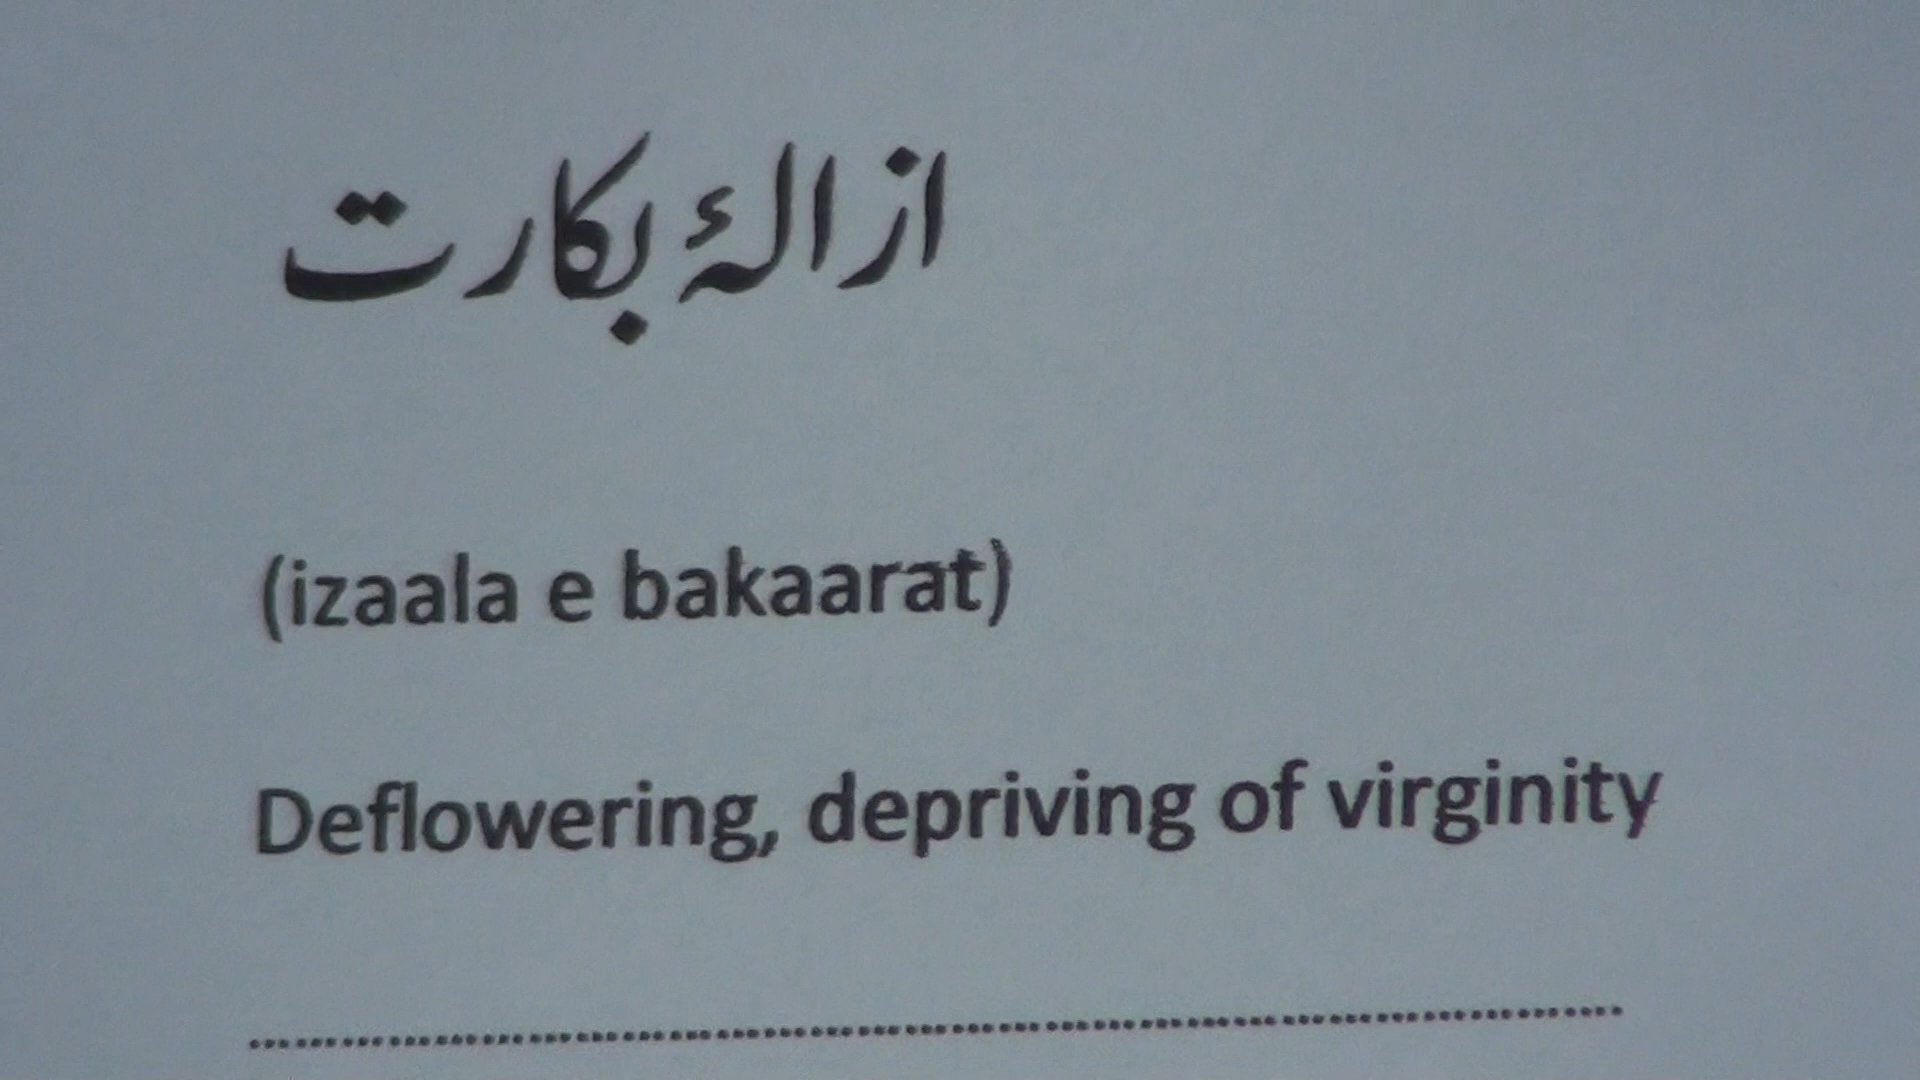 ازالۂ بکارت
(izaala e bakaarat)
Deflowering, depriving of virginity